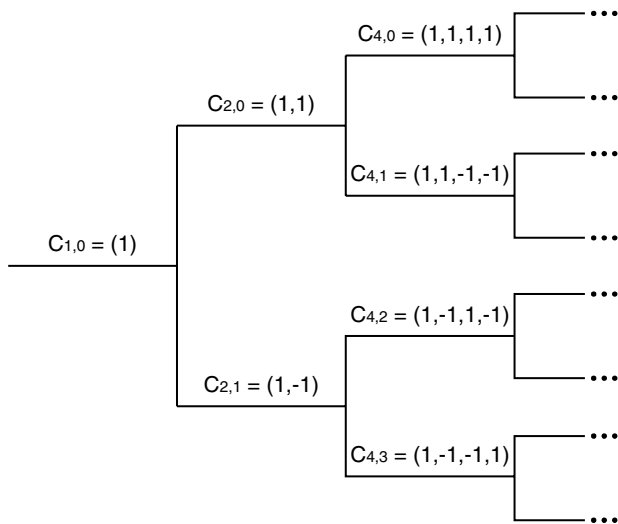 C4,0 = (1,1,1,1)
C2,0 = (1,1)
C4,1 = (1,1,-1,-1)
C1,0 = (1)
C4,2 = (1,-1,1,-1)
C2,1 = (1,-1)
C4,3 = (1,-1,-1,1)